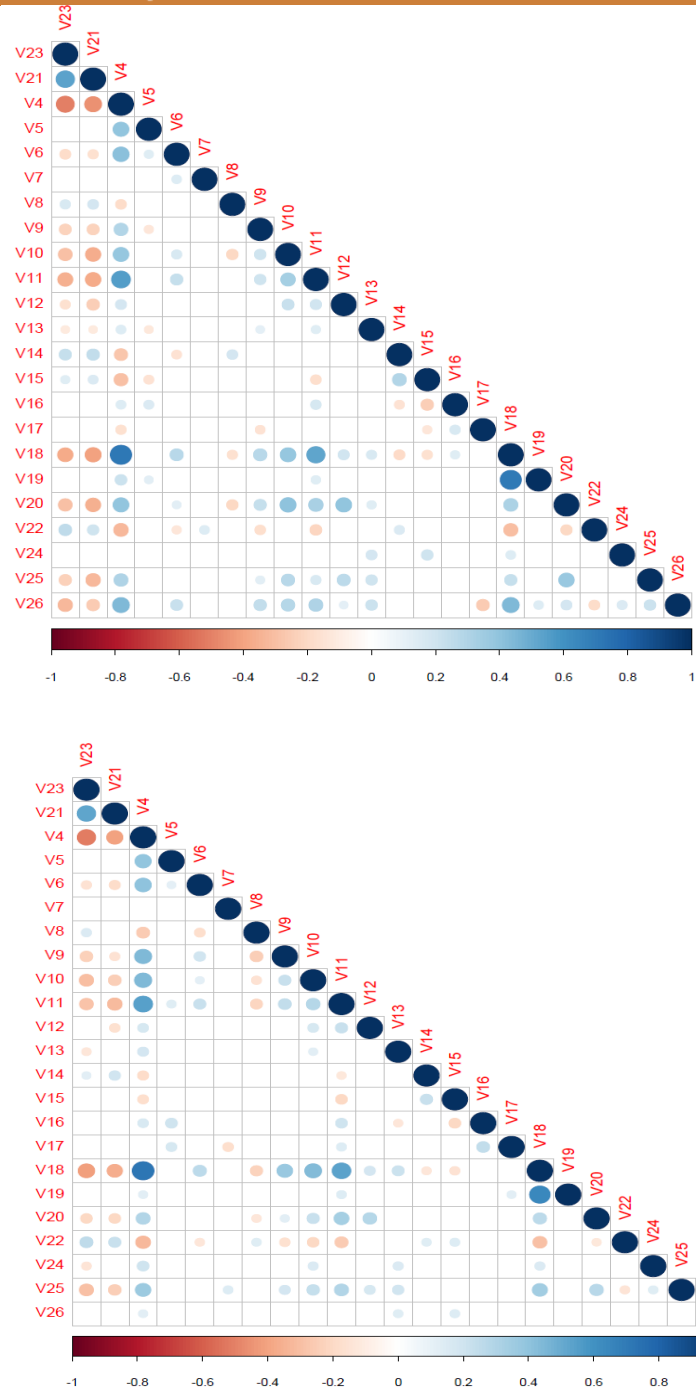 V23
V23 V21
V21 V4
V4 V5
V5 V6
V6 V7
V7 V8
V8 V9
V9 V10
V10 V11
V11 V12
V12 V13
V13 V14
V14 V15
V15 V16
V16 V17
V17 V18
V18 V19
V19 V20
V20 V22
V22 V24
V24 V25
V25 V26
V26
-1 -0.8 -0.6 -0.4 -0.2 0 0.2 0.4 0.6 0.8 1
V23
V23 V21
V21 V4
V4 V5
V5 V6
V6 V7
V7 V8
V8 V9
V9 V10
V10 V11
V11 V12
V12 V13
V13 V14
V14 V15
V15 V16
V16 V17
V17 V18
V18 V19
V19 V20
V20 V22
V22 V24
V24 V25
V25
V26
-1 -0.8 -0.6 -0.4 -0.2 0 0.2 0.4 0.6 0.8